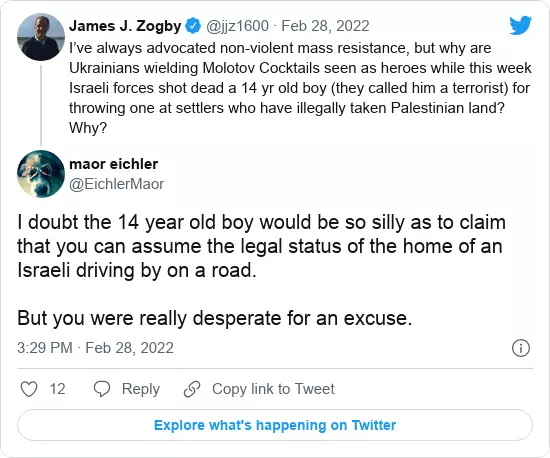 James J. Zogby @jjz1600 · Feb 28, 2022
I've always advocated non-violent mass resistance, but why are
Ukrainians wielding Molotov Cocktails seen as heroes while this week
Israeli forces shot dead a 14 yr old boy (they called him a terrorist) for
throwing one at settlers who have illegally taken Palestinian land?
Why?
maor eichler
@EichlerMaor
I doubt the 14 year old boy would be so silly as to claim
that you can assume the legal status of the home of an
Israeli driving by on a road.
But you were really desperate for an excuse.
3:29 PM · Feb 28, 2022
12 Reply Copy link to Tweet
Explore what's happening on Twitter